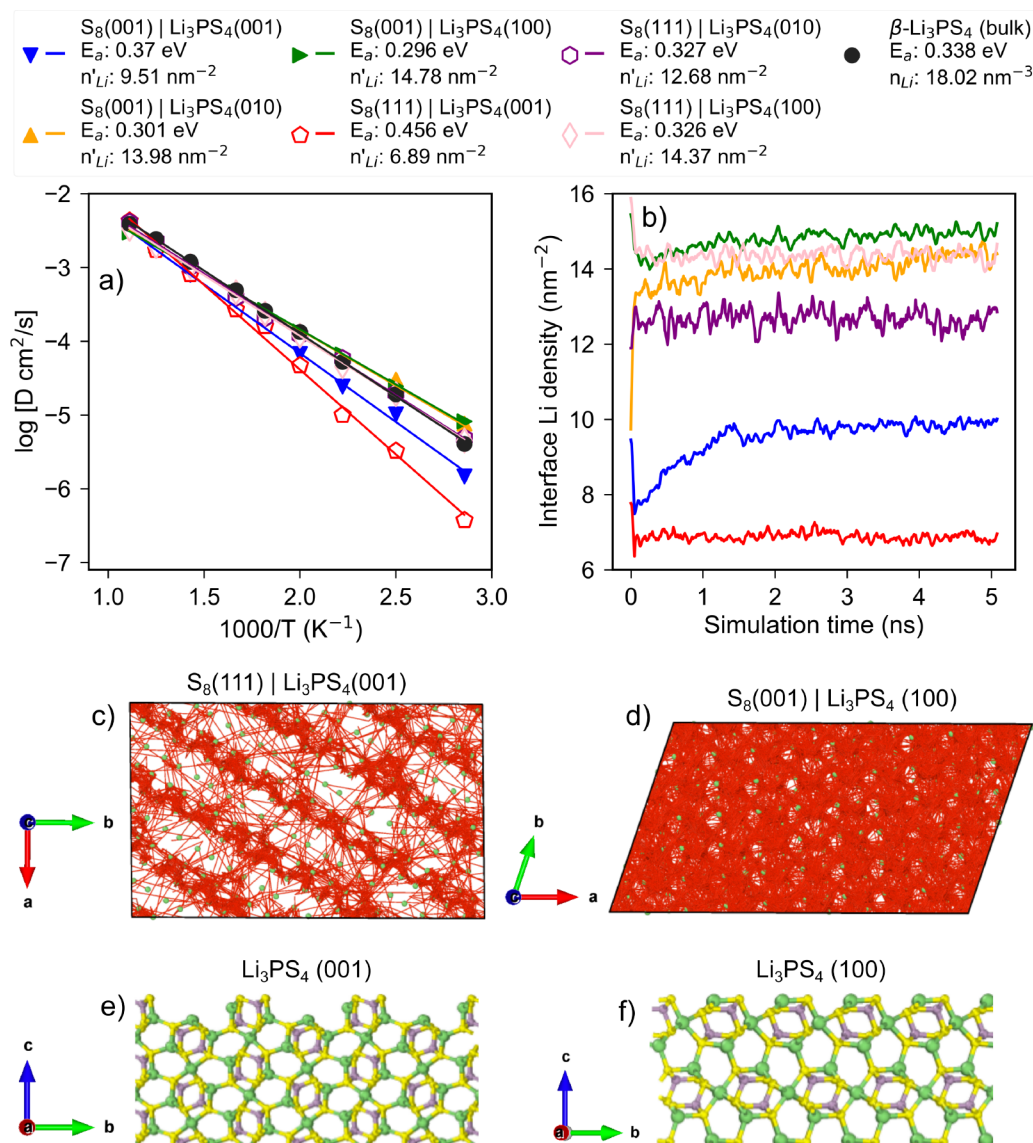 S₈(001) | Li₃PS₄(001)
Eₐ: 0.37 eV
n'_Li: 9.51 nm⁻²
S₈(001) | Li₃PS₄(100)
Eₐ: 0.296 eV
n'_Li: 14.78 nm⁻²
S₈(111) | Li₃PS₄(010)
Eₐ: 0.327 eV
n'_Li: 12.68 nm⁻²
β-Li₃PS₄ (bulk)
Eₐ: 0.338 eV
n_Li: 18.02 nm⁻³
S₈(001) | Li₃PS₄(010)
Eₐ: 0.301 eV
n'_Li: 13.98 nm⁻²
S₈(111) | Li₃PS₄(001)
Eₐ: 0.456 eV
n'_Li: 6.89 nm⁻²
S₈(111) | Li₃PS₄(100)
Eₐ: 0.326 eV
n'_Li: 14.37 nm⁻²
a)
log [D cm²/s]
−2
−3
−4
−5
−6
−7
1.0 1.5 2.0 2.5 3.0
1000/T (K⁻¹)
b)
Interface Li density (nm⁻²)
16
14
12
10
8
6
0 1 2 3 4 5
Simulation time (ns)
S₈(111) | Li₃PS₄(001)
c)
c b
a
S₈(001) | Li₃PS₄ (100)
d)
b
c a
Li₃PS₄ (001)
e)
c
a b
Li₃PS₄ (100)
f)
c
a b